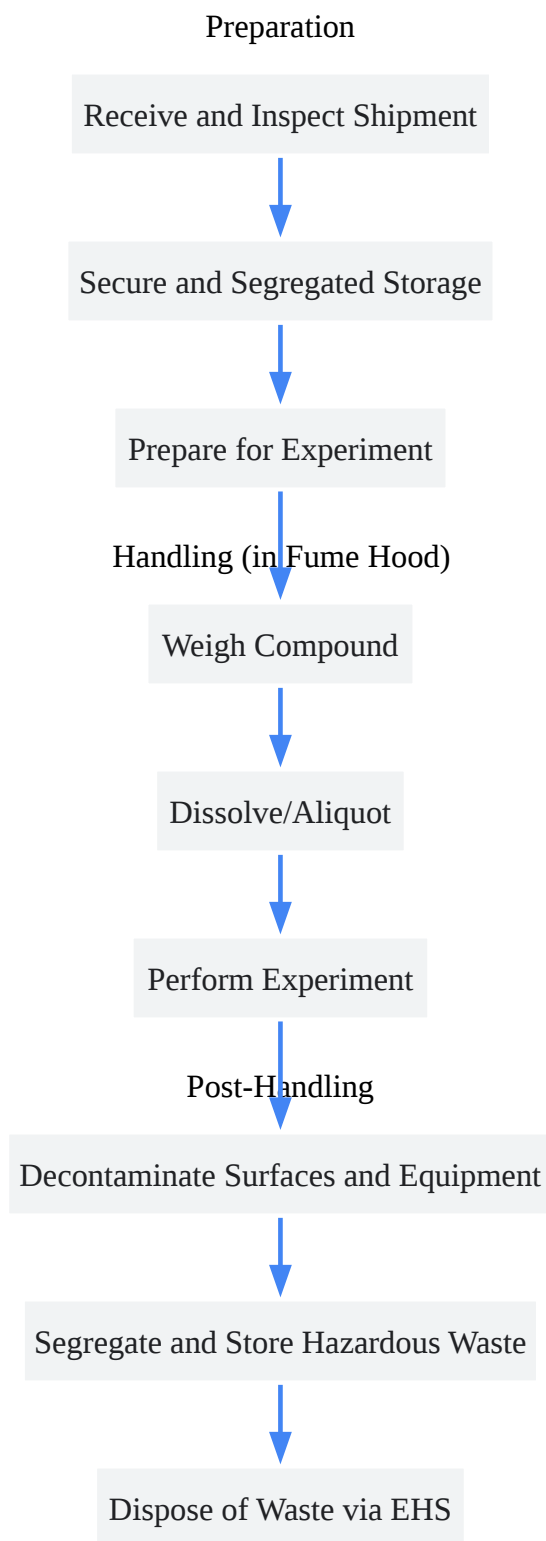 Preparation
Receive and Inspect Shipment
Secure and Segregated Storage
Prepare for Experiment
Handling (in Fume Hood)
Weigh Compound
Dissolve/Aliquot
Perform Experiment
Post-Handling
Decontaminate Surfaces and Equipment
Segregate and Store Hazardous Waste
Dispose of Waste via EHS